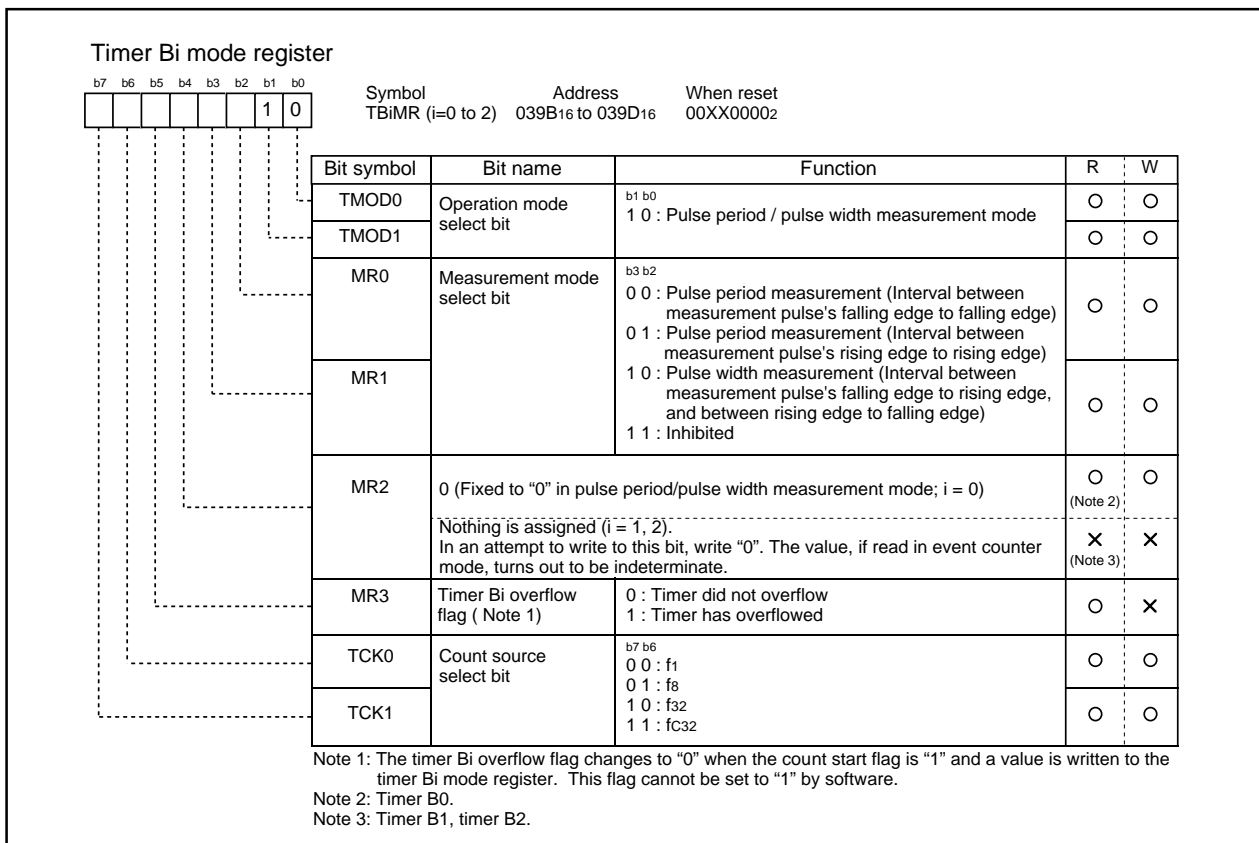 Timer Bi mode register
b7 b6 b5 b4 b3 b2 b1 b0
1 0
Symbol Address When reset
TBiMR (i=0 to 2) 039B16 to 039D16 00XX00002
Bit symbol Bit name Function R W
TMOD0 Operation mode select bit
b1 b0
1 0 : Pulse period / pulse width measurement mode
TMOD1
MR0 Measurement mode select bit
b3 b2
0 0 : Pulse period measurement (Interval between
measurement pulse's falling edge to falling edge)
0 1 : Pulse period measurement (Interval between
measurement pulse's rising edge to rising edge)
MR1
1 0 : Pulse width measurement (Interval between
measurement pulse's falling edge to rising edge,
and between rising edge to falling edge)
1 1 : Inhibited
MR2 0 (Fixed to “0” in pulse period/pulse width measurement mode; i = 0)
(Note 2)
Nothing is assigned (i = 1, 2).
In an attempt to write to this bit, write “0”. The value, if read in event counter
mode, turns out to be indeterminate.
(Note 3)
MR3 Timer Bi overflow
flag ( Note 1)
0 : Timer did not overflow
1 : Timer has overflowed
TCK0 Count source
select bit
b7 b6
0 0 : f1
0 1 : f8
TCK1
1 0 : f32
1 1 : fC32
Note 1: The timer Bi overflow flag changes to “0” when the count start flag is “1” and a value is written to the
timer Bi mode register. This flag cannot be set to “1” by software.
Note 2: Timer B0.
Note 3: Timer B1, timer B2.